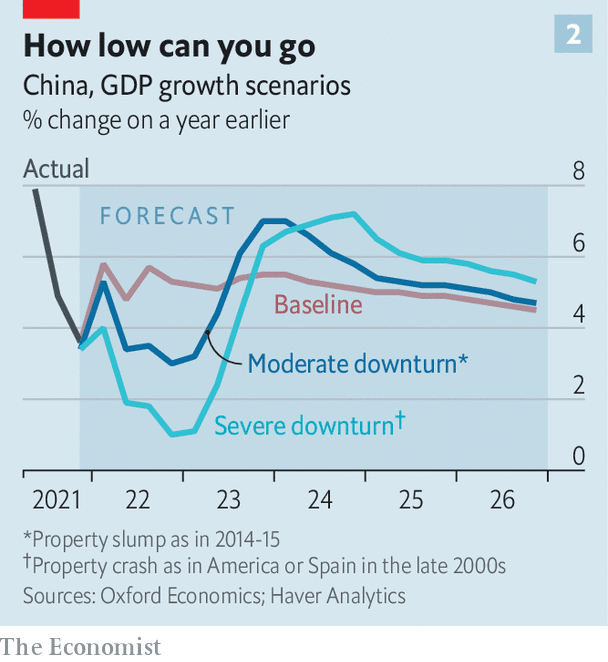 How low can you go
2
China, GDP growth scenarios
% change on a year earlier
Actual
8
FORECAST
6
Baseline
4
Moderate downturn*
2
Severe downturn†
0
2021 22 23 24 25 26
*Property slump as in 2014-15
†Property crash as in America or Spain in the late 2000s
Sources: Oxford Economics; Haver Analytics
The Economist